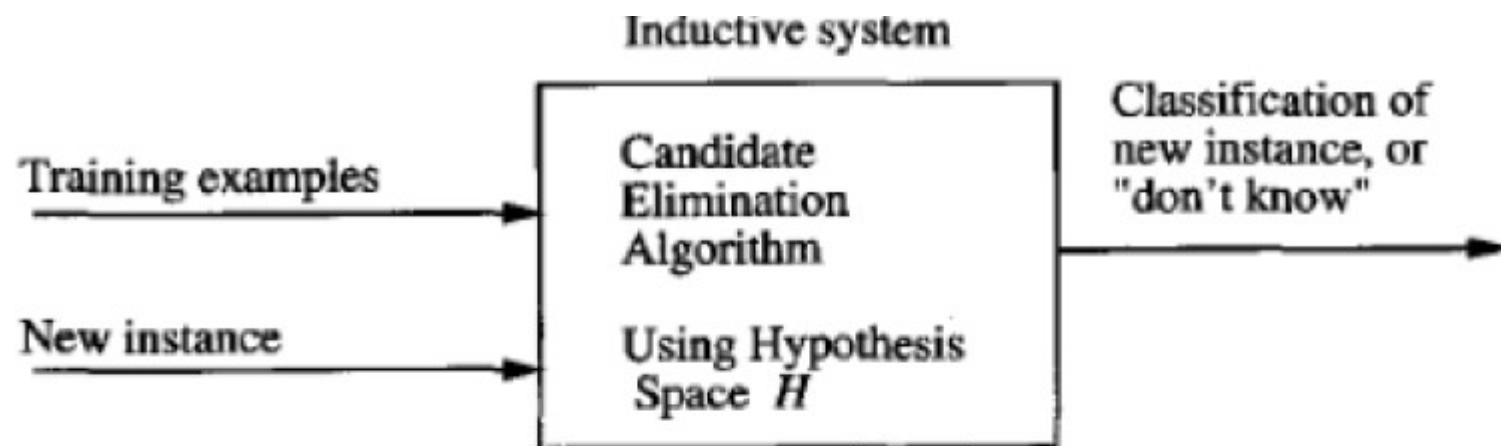 Inductive system
Training examples
New instance
Candidate
Elimination
Algorithm
Using Hypothesis
Space H
Classification of
new instance, or
"don't know"